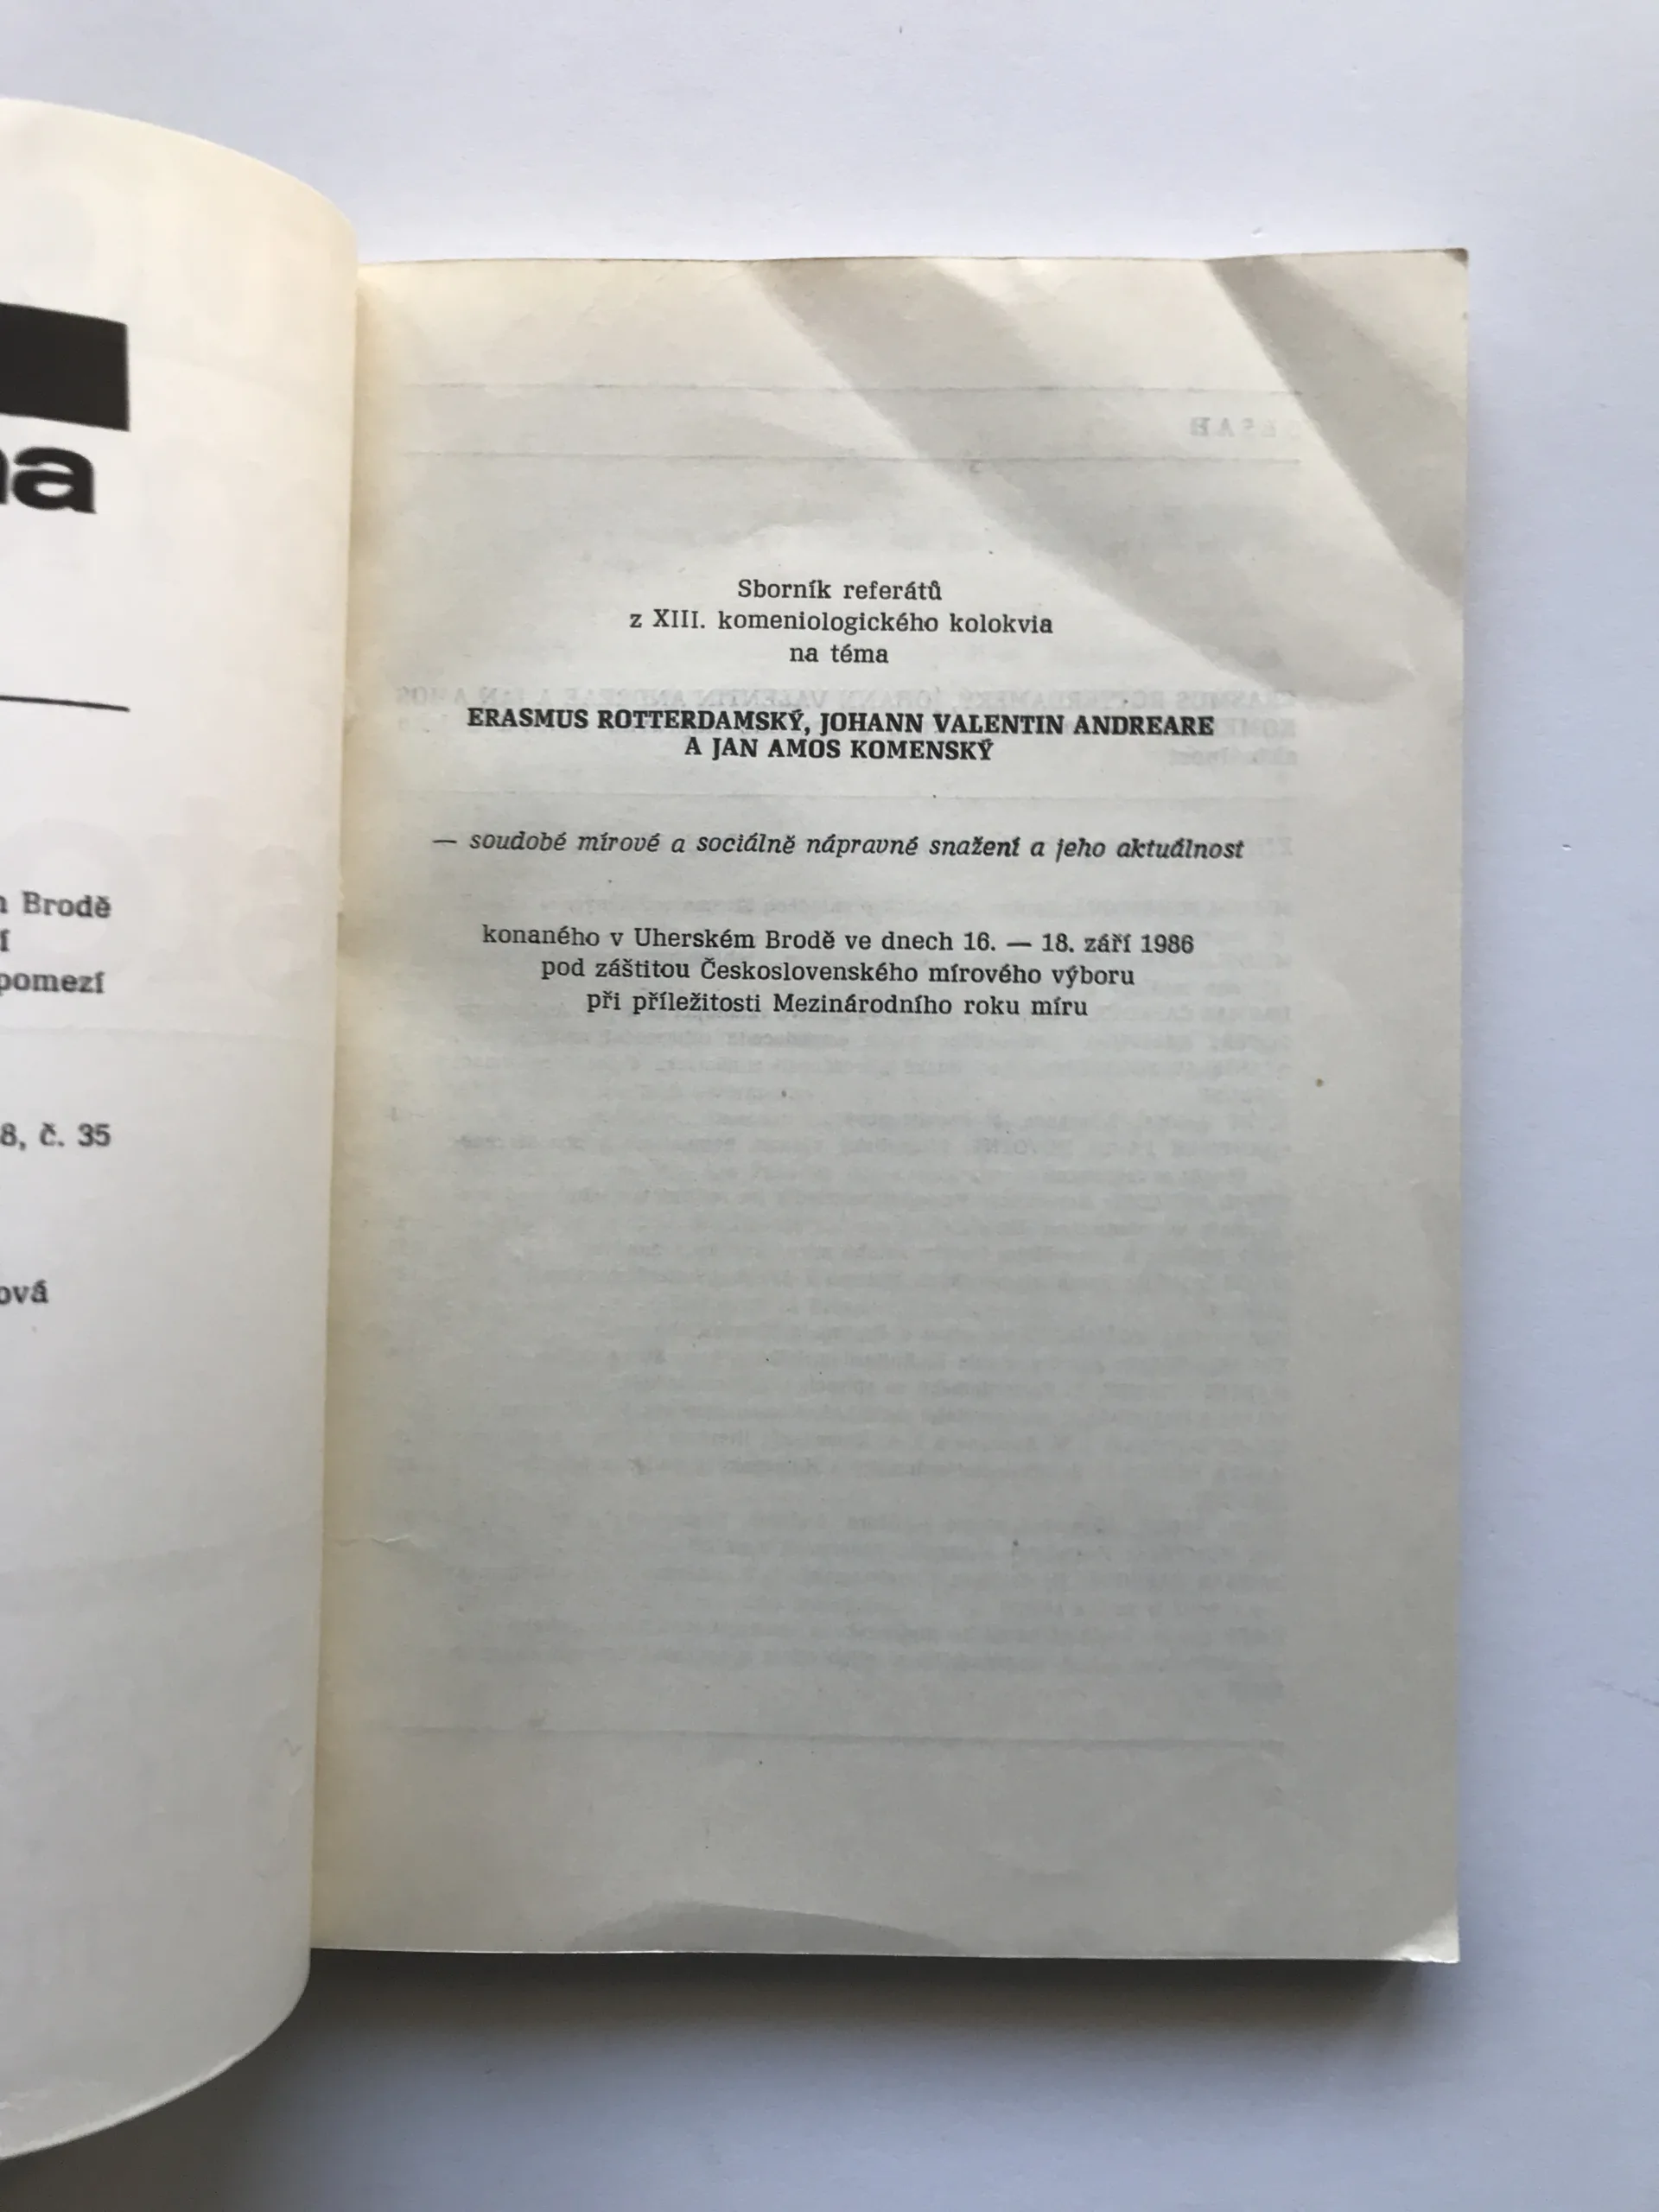 na
Brodě
í
pomezí
8, č. 35
ová
Sborník referátů
z XIII. komeniologického kolokvia
na téma
ERASMUS ROTTERDAMSKÝ, JOHANN VALENTIN ANDREARE
A JAN AMOS KOMENSKÝ
— soudobé mírové a sociálně nápravné snažení a jeho aktuálnost
konaného v Uherském Brodě ve dnech 16. — 18. září 1986
pod záštitou Československého mírového výboru
při příležitosti Mezinárodního roku míru